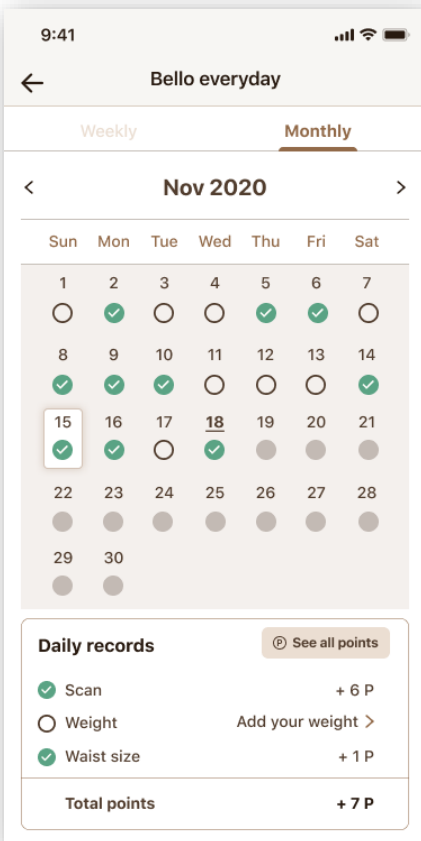 9:41
Bello everyday
Weekly Monthly
< Nov 2020 >
Sun Mon Tue Wed Thu Fri Sat
1 2 3 4 5 6 7
8 9 10 11 12 13 14
15 16 17 18 19 20 21
22 23 24 25 26 27 28
29 30
Daily records Ⓟ See all points
Scan + 6 P
Weight Add your weight >
Waist size + 1 P
Total points + 7 P